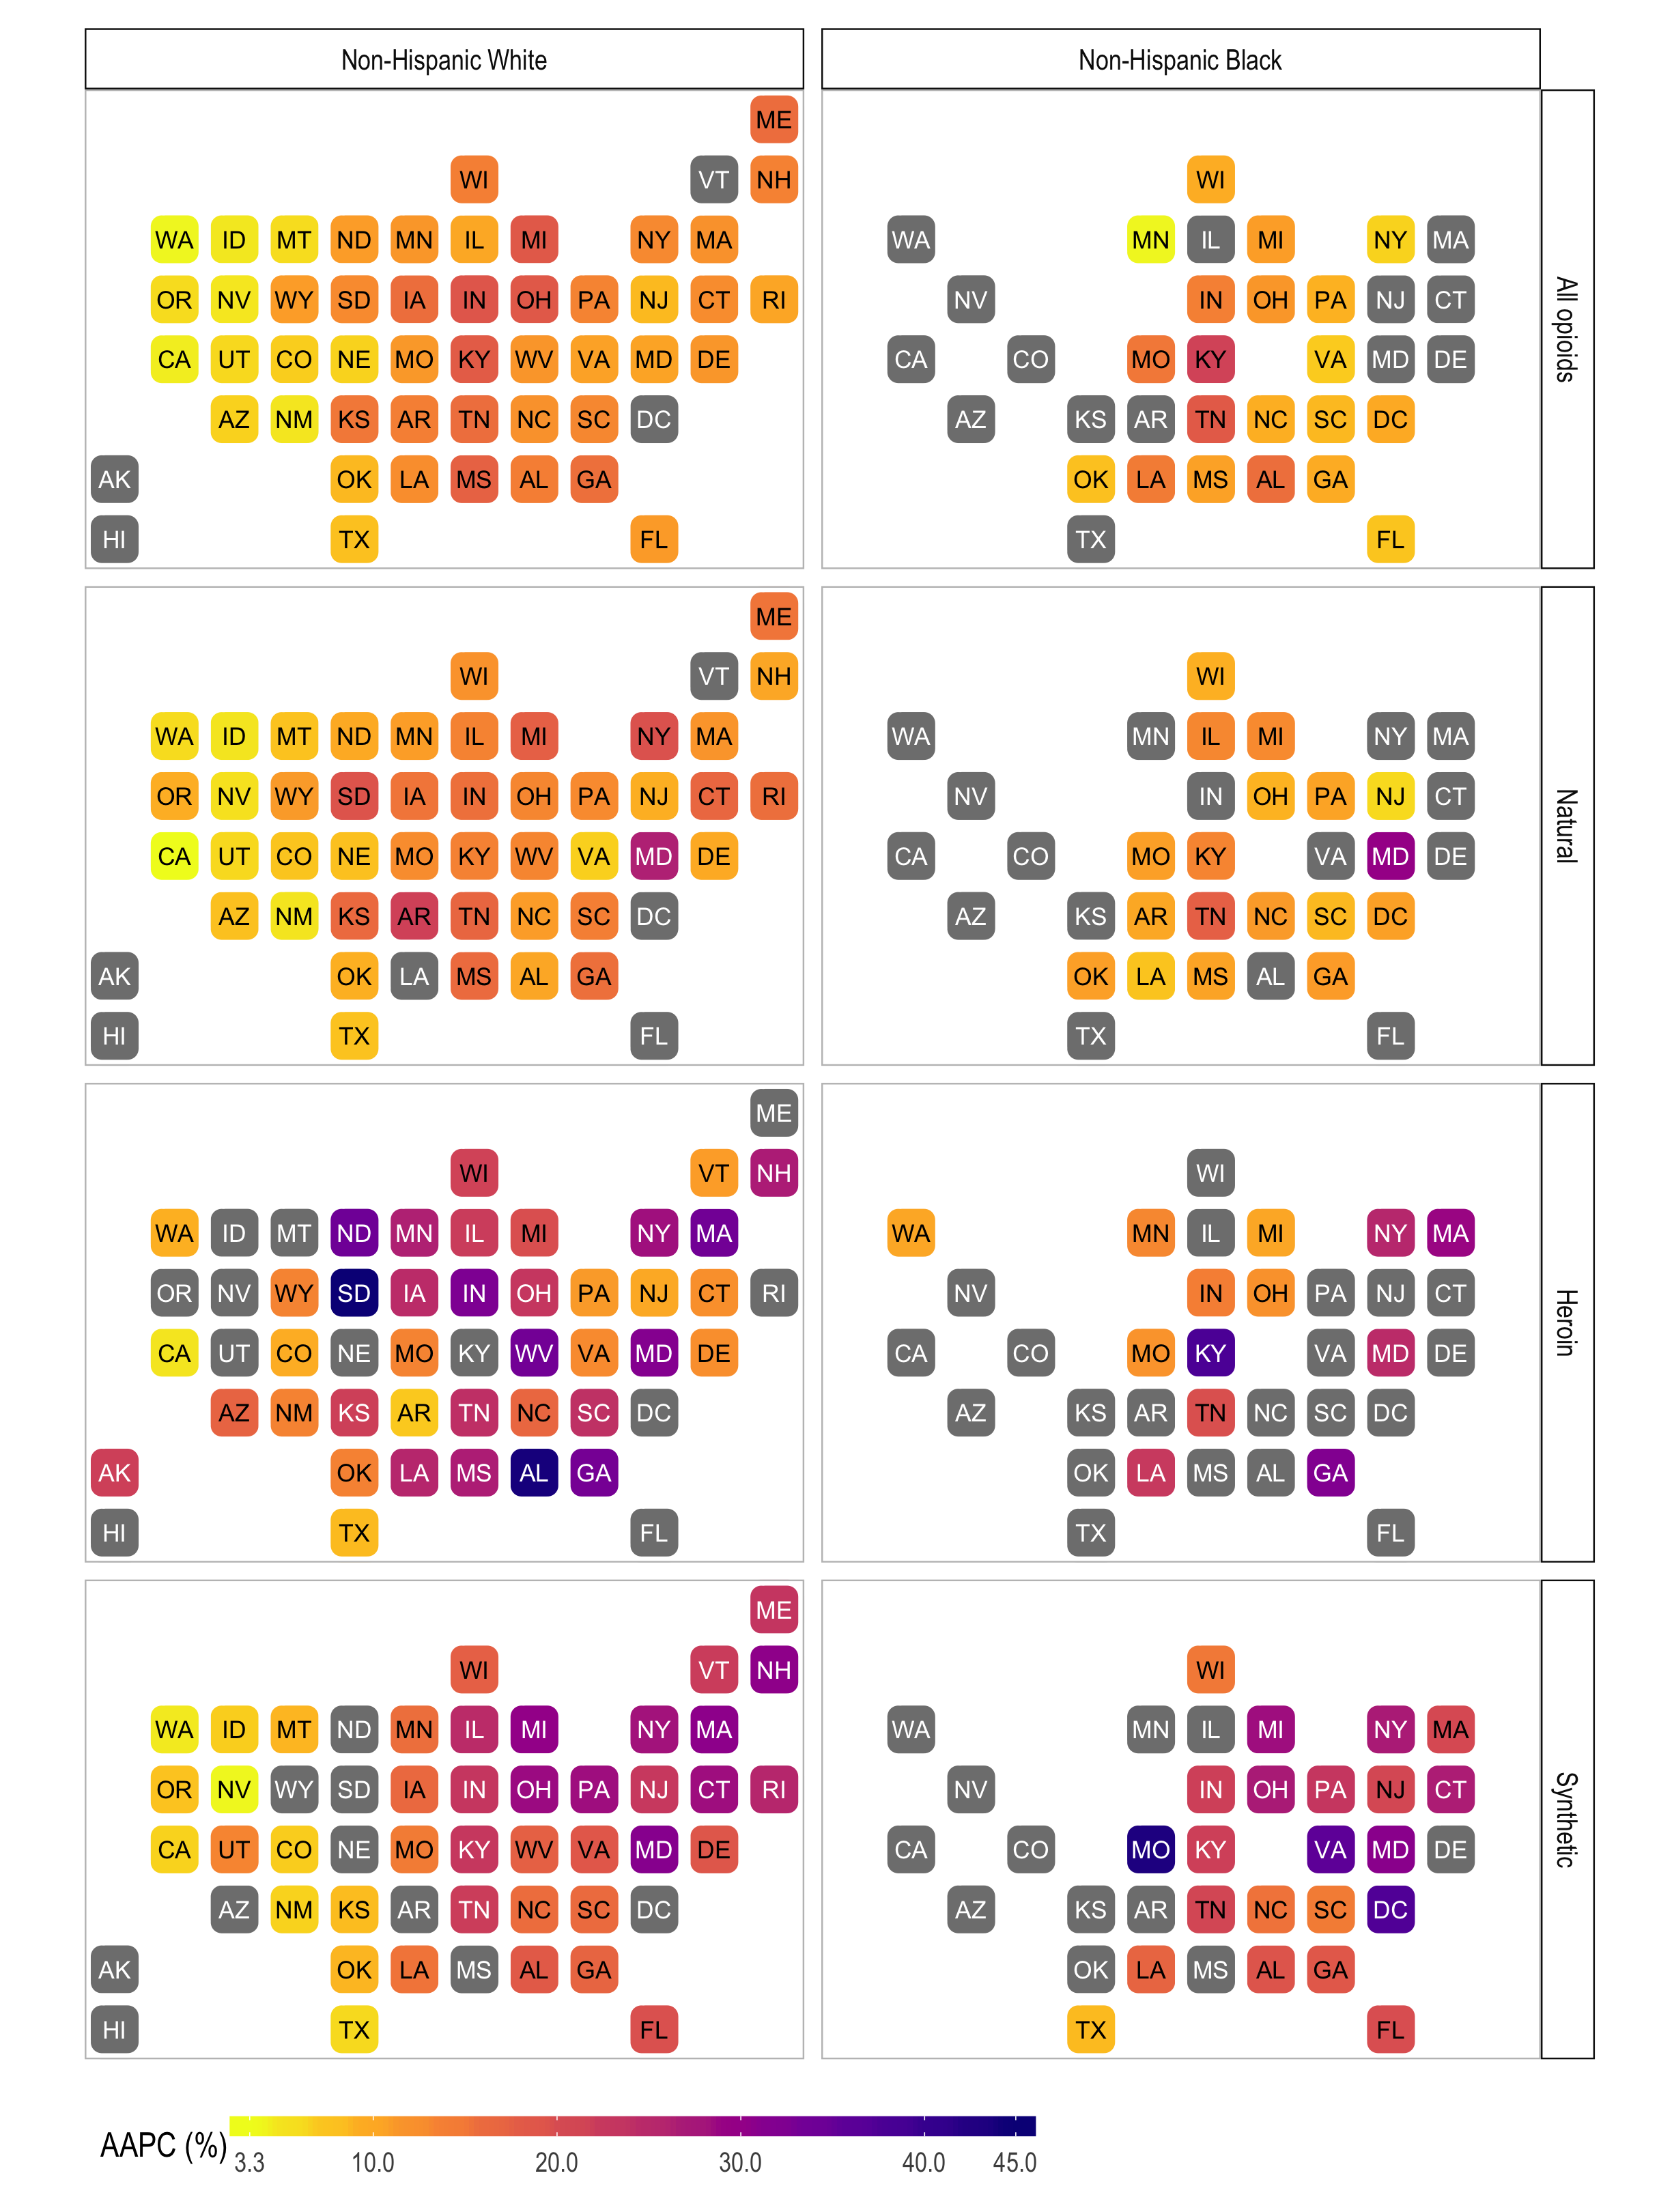 Non-Hispanic White Non-Hispanic Black
All opioids
ME
WI VT NH WI
WA ID MT ND MN IL MI NY MA WA MN IL MI NY MA
OR NV WY SD IA IN OH PA NJ CT RI NV IN OH PA NJ CT
CA UT CO NE MO KY WV VA MD DE CA CO MO KY VA MD DE
AZ NM KS AR TN NC SC DC AZ KS AR TN NC SC DC
AK OK LA MS AL GA OK LA MS AL GA
HI TX FL TX FL
Natural
ME
WI VT NH WI
WA ID MT ND MN IL MI NY MA WA MN IL MI NY MA
OR NV WY SD IA IN OH PA NJ CT RI NV IN OH PA NJ CT
CA UT CO NE MO KY WV VA MD DE CA CO MO KY VA MD DE
AZ NM KS AR TN NC SC DC AZ KS AR TN NC SC DC
AK OK LA MS AL GA OK LA MS AL GA
HI TX FL TX FL
Heroin
ME
WI VT NH WI
WA ID MT ND MN IL MI NY MA WA MN IL MI NY MA
OR NV WY SD IA IN OH PA NJ CT RI NV IN OH PA NJ CT
CA UT CO NE MO KY WV VA MD DE CA CO MO KY VA MD DE
AZ NM KS AR TN NC SC DC AZ KS AR TN NC SC DC
AK OK LA MS AL GA OK LA MS AL GA
HI TX FL TX FL
Synthetic
ME
WI VT NH WI
WA ID MT ND MN IL MI NY MA WA MN IL MI NY MA
OR NV WY SD IA IN OH PA NJ CT RI NV IN OH PA NJ CT
CA UT CO NE MO KY WV VA MD DE CA CO MO KY VA MD DE
AZ NM KS AR TN NC SC DC AZ KS AR TN NC SC DC
AK OK LA MS AL GA OK LA MS AL GA
HI TX FL TX FL
AAPC (%) 3.3 10.0 20.0 30.0 40.0 45.0